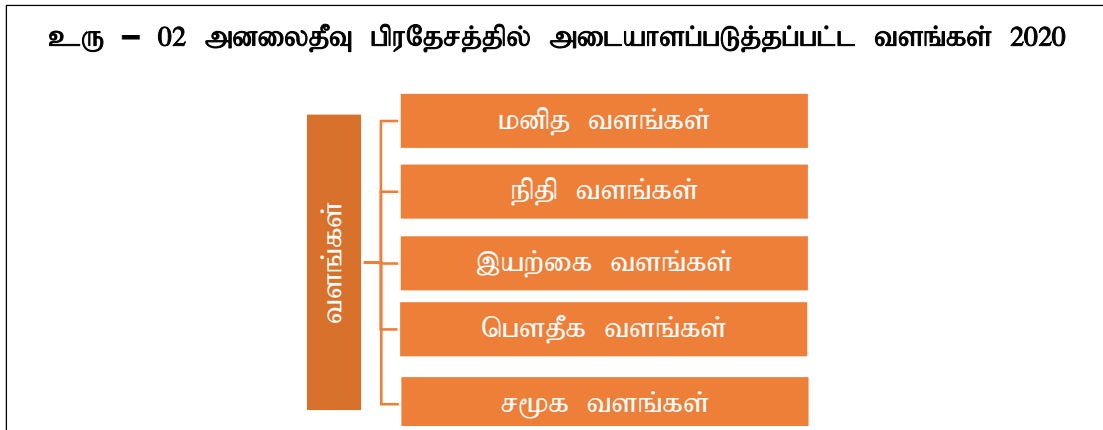 உரு – 02 அனலைதீவு பிரதேசத்தில் அடையாளப்படுத்தப்பட்ட வளங்கள் 2020
வளங்கள்
மனித வளங்கள்
நிதி வளங்கள்
இயற்கை வளங்கள்
பௌதீக வளங்கள்
சமூக வளங்கள்